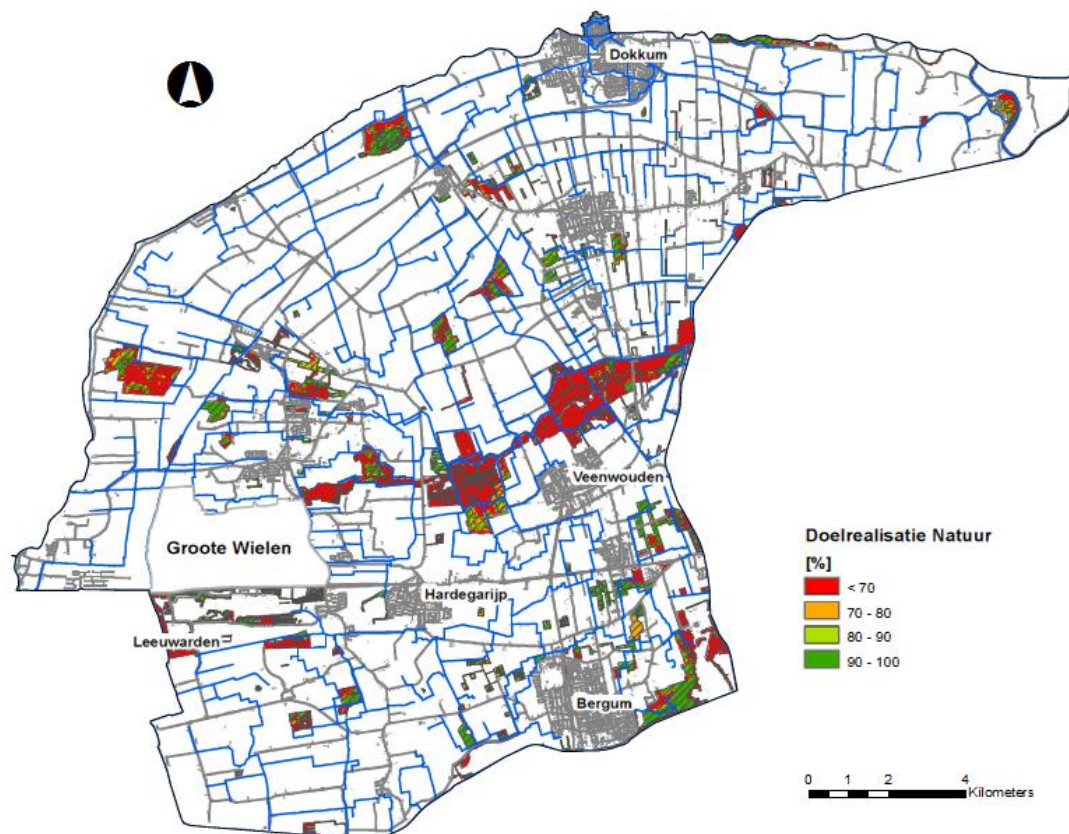 Dokkum
Veenwouden
Groote Wielen
Hardegarijp
Leeuwarden
Bergum
Doelrealisatie Natuur
[%]
< 70
70 - 80
80 - 90
90 - 100
0 1 2 4
Kilometers